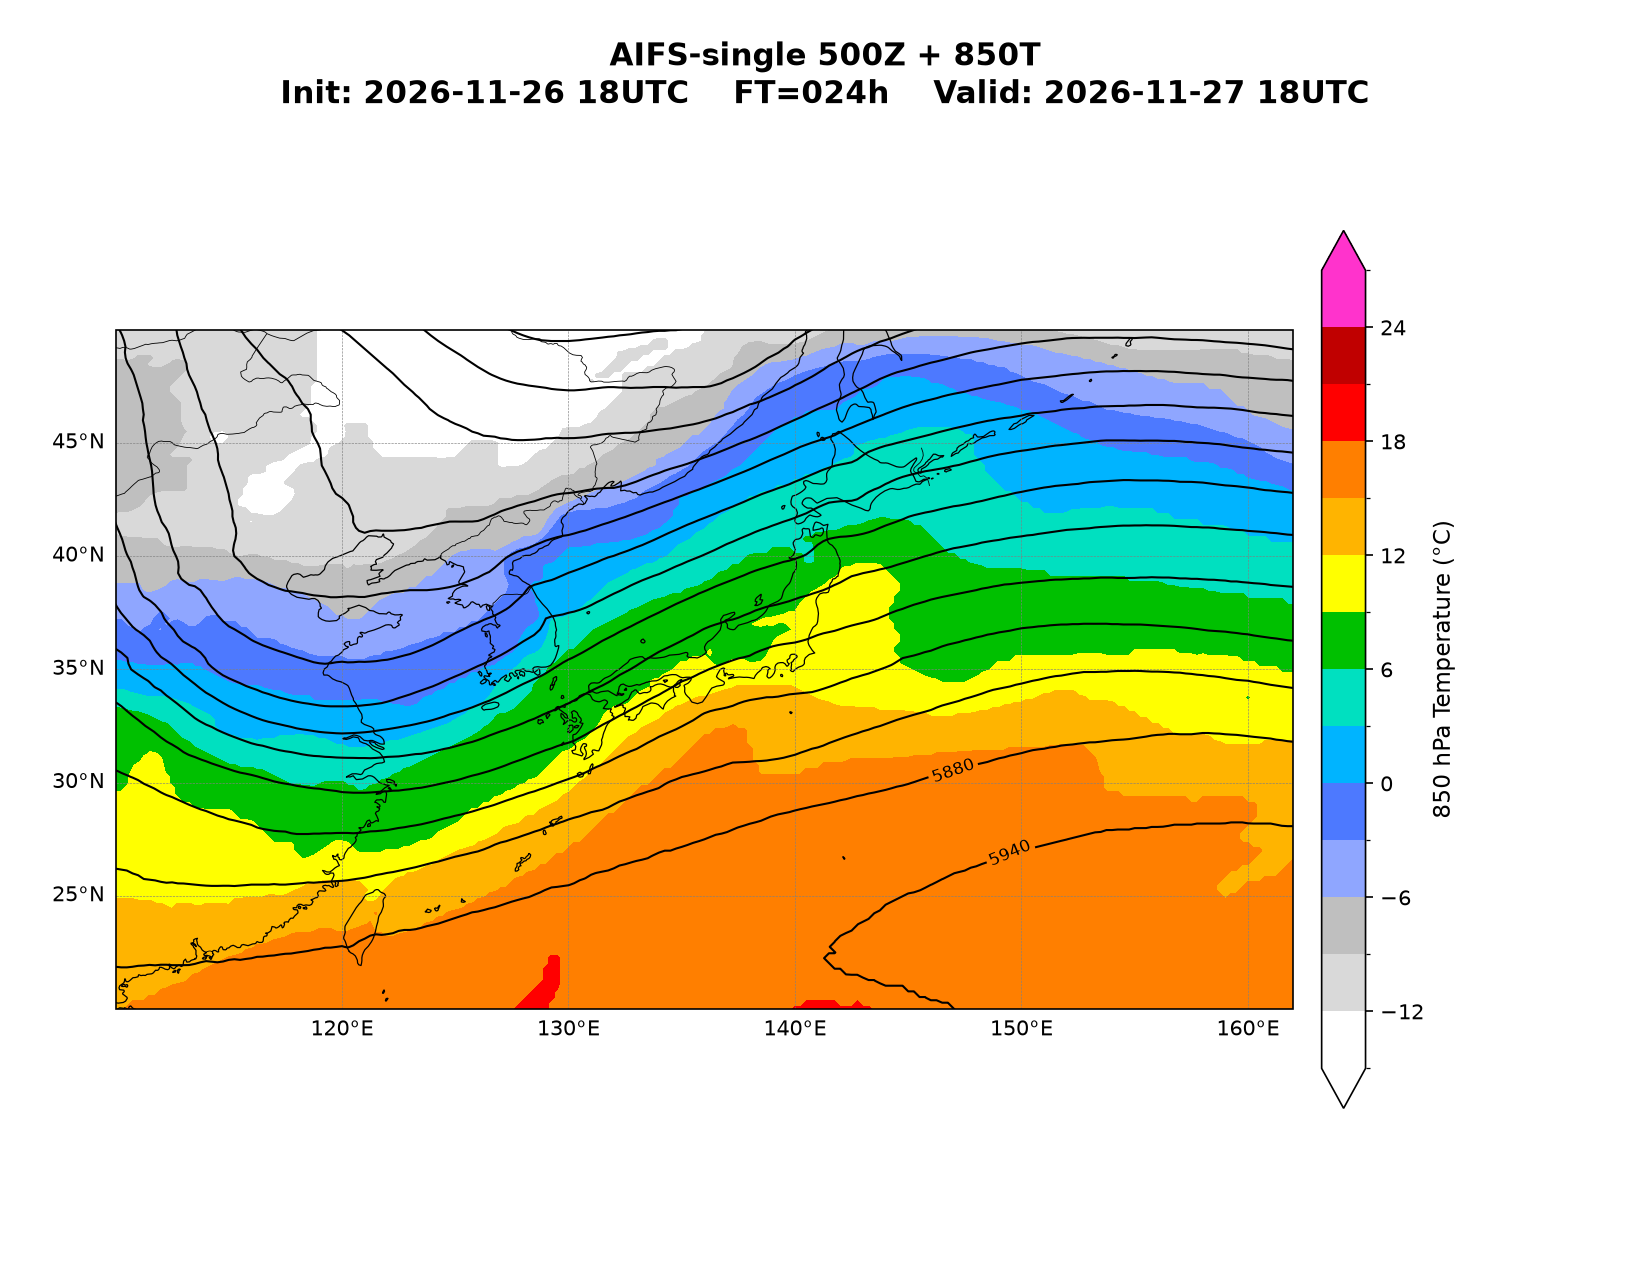 AIFS-single 500Z + 850T
Init: 2026-11-26 18UTC    FT=024h    Valid: 2026-11-27 18UTC
45°N
40°N
35°N
30°N
25°N
120°E
130°E
140°E
150°E
160°E
5880
5940
24
18
12
6
0
−6
−12
850 hPa Temperature (°C)